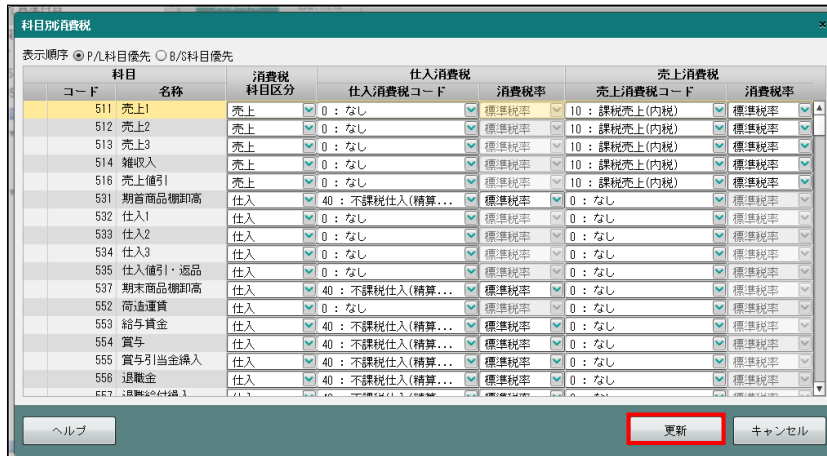 科目別消費税 ×
表示順序 P/L科目優先 B/S科目優先
科目 消費税科目区分 仕入消費税 売上消費税
コード 名称 仕入消費税コード 消費税率 売上消費税コード 消費税率
511 売上1 売上 0 : なし 標準税率 10 : 課税売上(内税) 標準税率
512 売上2 売上 0 : なし 標準税率 10 : 課税売上(内税) 標準税率
513 売上3 売上 0 : なし 標準税率 10 : 課税売上(内税) 標準税率
514 雑収入 売上 0 : なし 標準税率 10 : 課税売上(内税) 標準税率
516 売上値引 売上 0 : なし 標準税率 10 : 課税売上(内税) 標準税率
531 期首商品棚卸高 仕入 40 : 不課税仕入(精算... 標準税率 0 : なし 標準税率
532 仕入1 仕入 0 : なし 標準税率 0 : なし 標準税率
533 仕入2 仕入 0 : なし 標準税率 0 : なし 標準税率
534 仕入3 仕入 0 : なし 標準税率 0 : なし 標準税率
535 仕入値引・返品 仕入 0 : なし 標準税率 0 : なし 標準税率
537 期末商品棚卸高 仕入 40 : 不課税仕入(精算... 標準税率 0 : なし 標準税率
552 荷造運賃 仕入 0 : なし 標準税率 0 : なし 標準税率
553 給与賃金 仕入 40 : 不課税仕入(精算... 標準税率 0 : なし 標準税率
554 賞与 仕入 40 : 不課税仕入(精算... 標準税率 0 : なし 標準税率
555 賞与引当金繰入 仕入 40 : 不課税仕入(精算... 標準税率 0 : なし 標準税率
556 退職金 仕入 40 : 不課税仕入(精算... 標準税率 0 : なし 標準税率
ヘルプ 更新 キャンセル